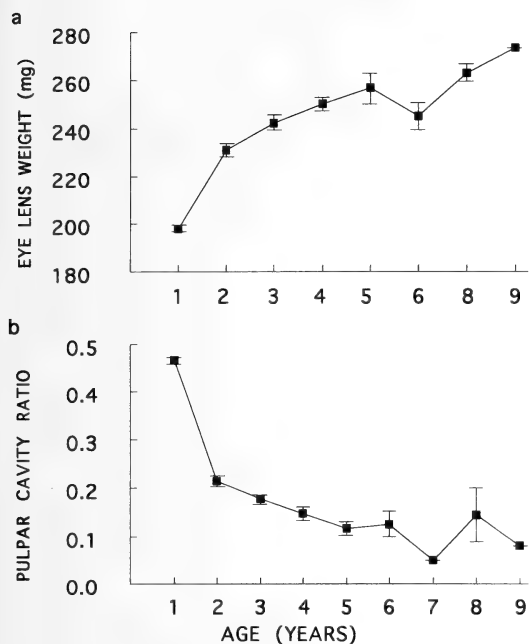 a
EYE LENS WEIGHT (mg)
280
260
240
220
200
180
1 2 3 4 5 6 8 9
b
PULPAR CAVITY RATIO
0.5
0.4
0.3
0.2
0.1
0.0
1 2 3 4 5 6 7 8 9
AGE (YEARS)